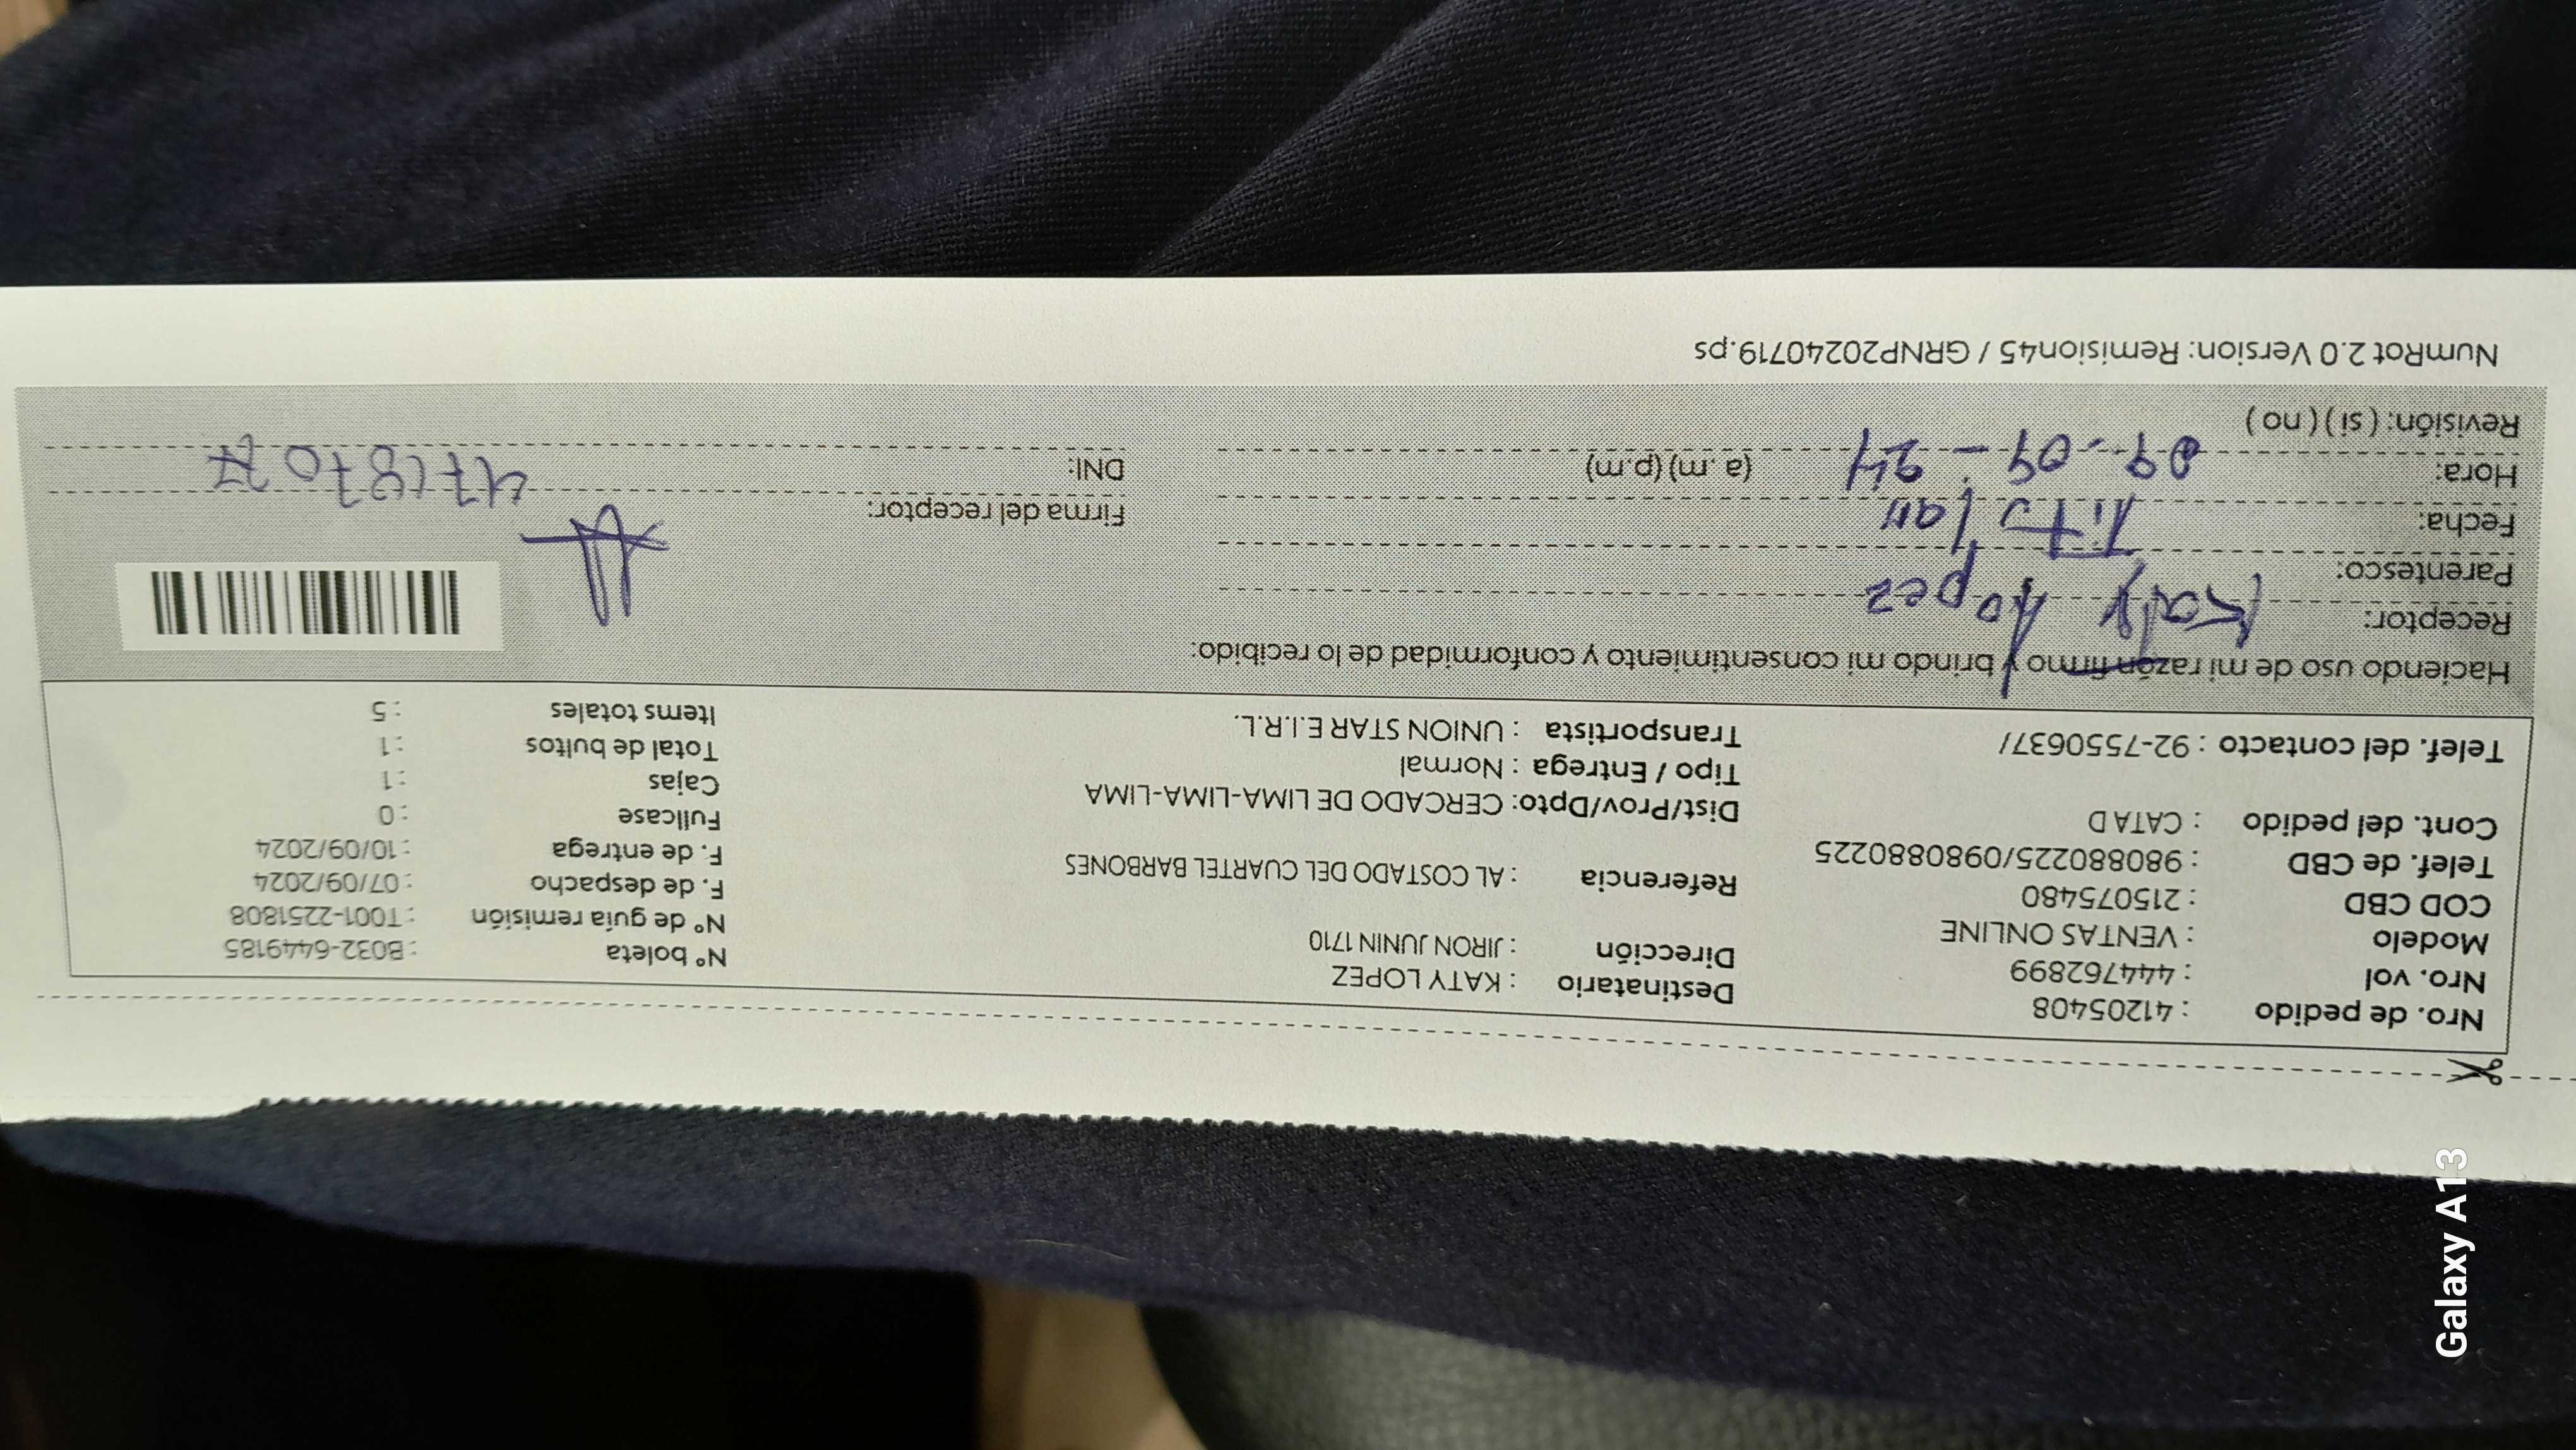 Nro. de pedido : 41205408
Nro. vol : 444762899
Modelo : VENTAS ONLINE
COD CBD : 215075480
Telef. de CBD : 980880225/0980880225
Cont. del pedido : CATA D
Telef. del contacto : 92-7550637/
Destinatario : KATY LOPEZ
Dirección : JIRON JUNIN 1710
Referencia : AL COSTADO DEL CUARTEL BARBONES
Dist/Prov/Dpto: CERCADO DE LIMA-LIMA-LIMA
Tipo / Entrega : Normal
Transportista : UNION STAR E.I.R.L.
N° boleta : B032-6449185
N° de guía remisión : T001-2251808
F. de despacho : 07/09/2024
F. de entrega : 10/09/2024
Fullcase : 0
Cajas : 1
Total de bultos : 1
Items totales : 5
Haciendo uso de mi razón firmo y brindo mi consentimiento y conformidad de lo recibido:
Receptor: Katy Lopez
Parentesco:
Fecha: Titular
Hora: 09-09-24 (a .m) (p.m)
Revisión: ( si ) ( no )
Firma del receptor:
DNI:
NumRot 2.0 Version: Remision45 / GRNP20240719.ps
Galaxy A13